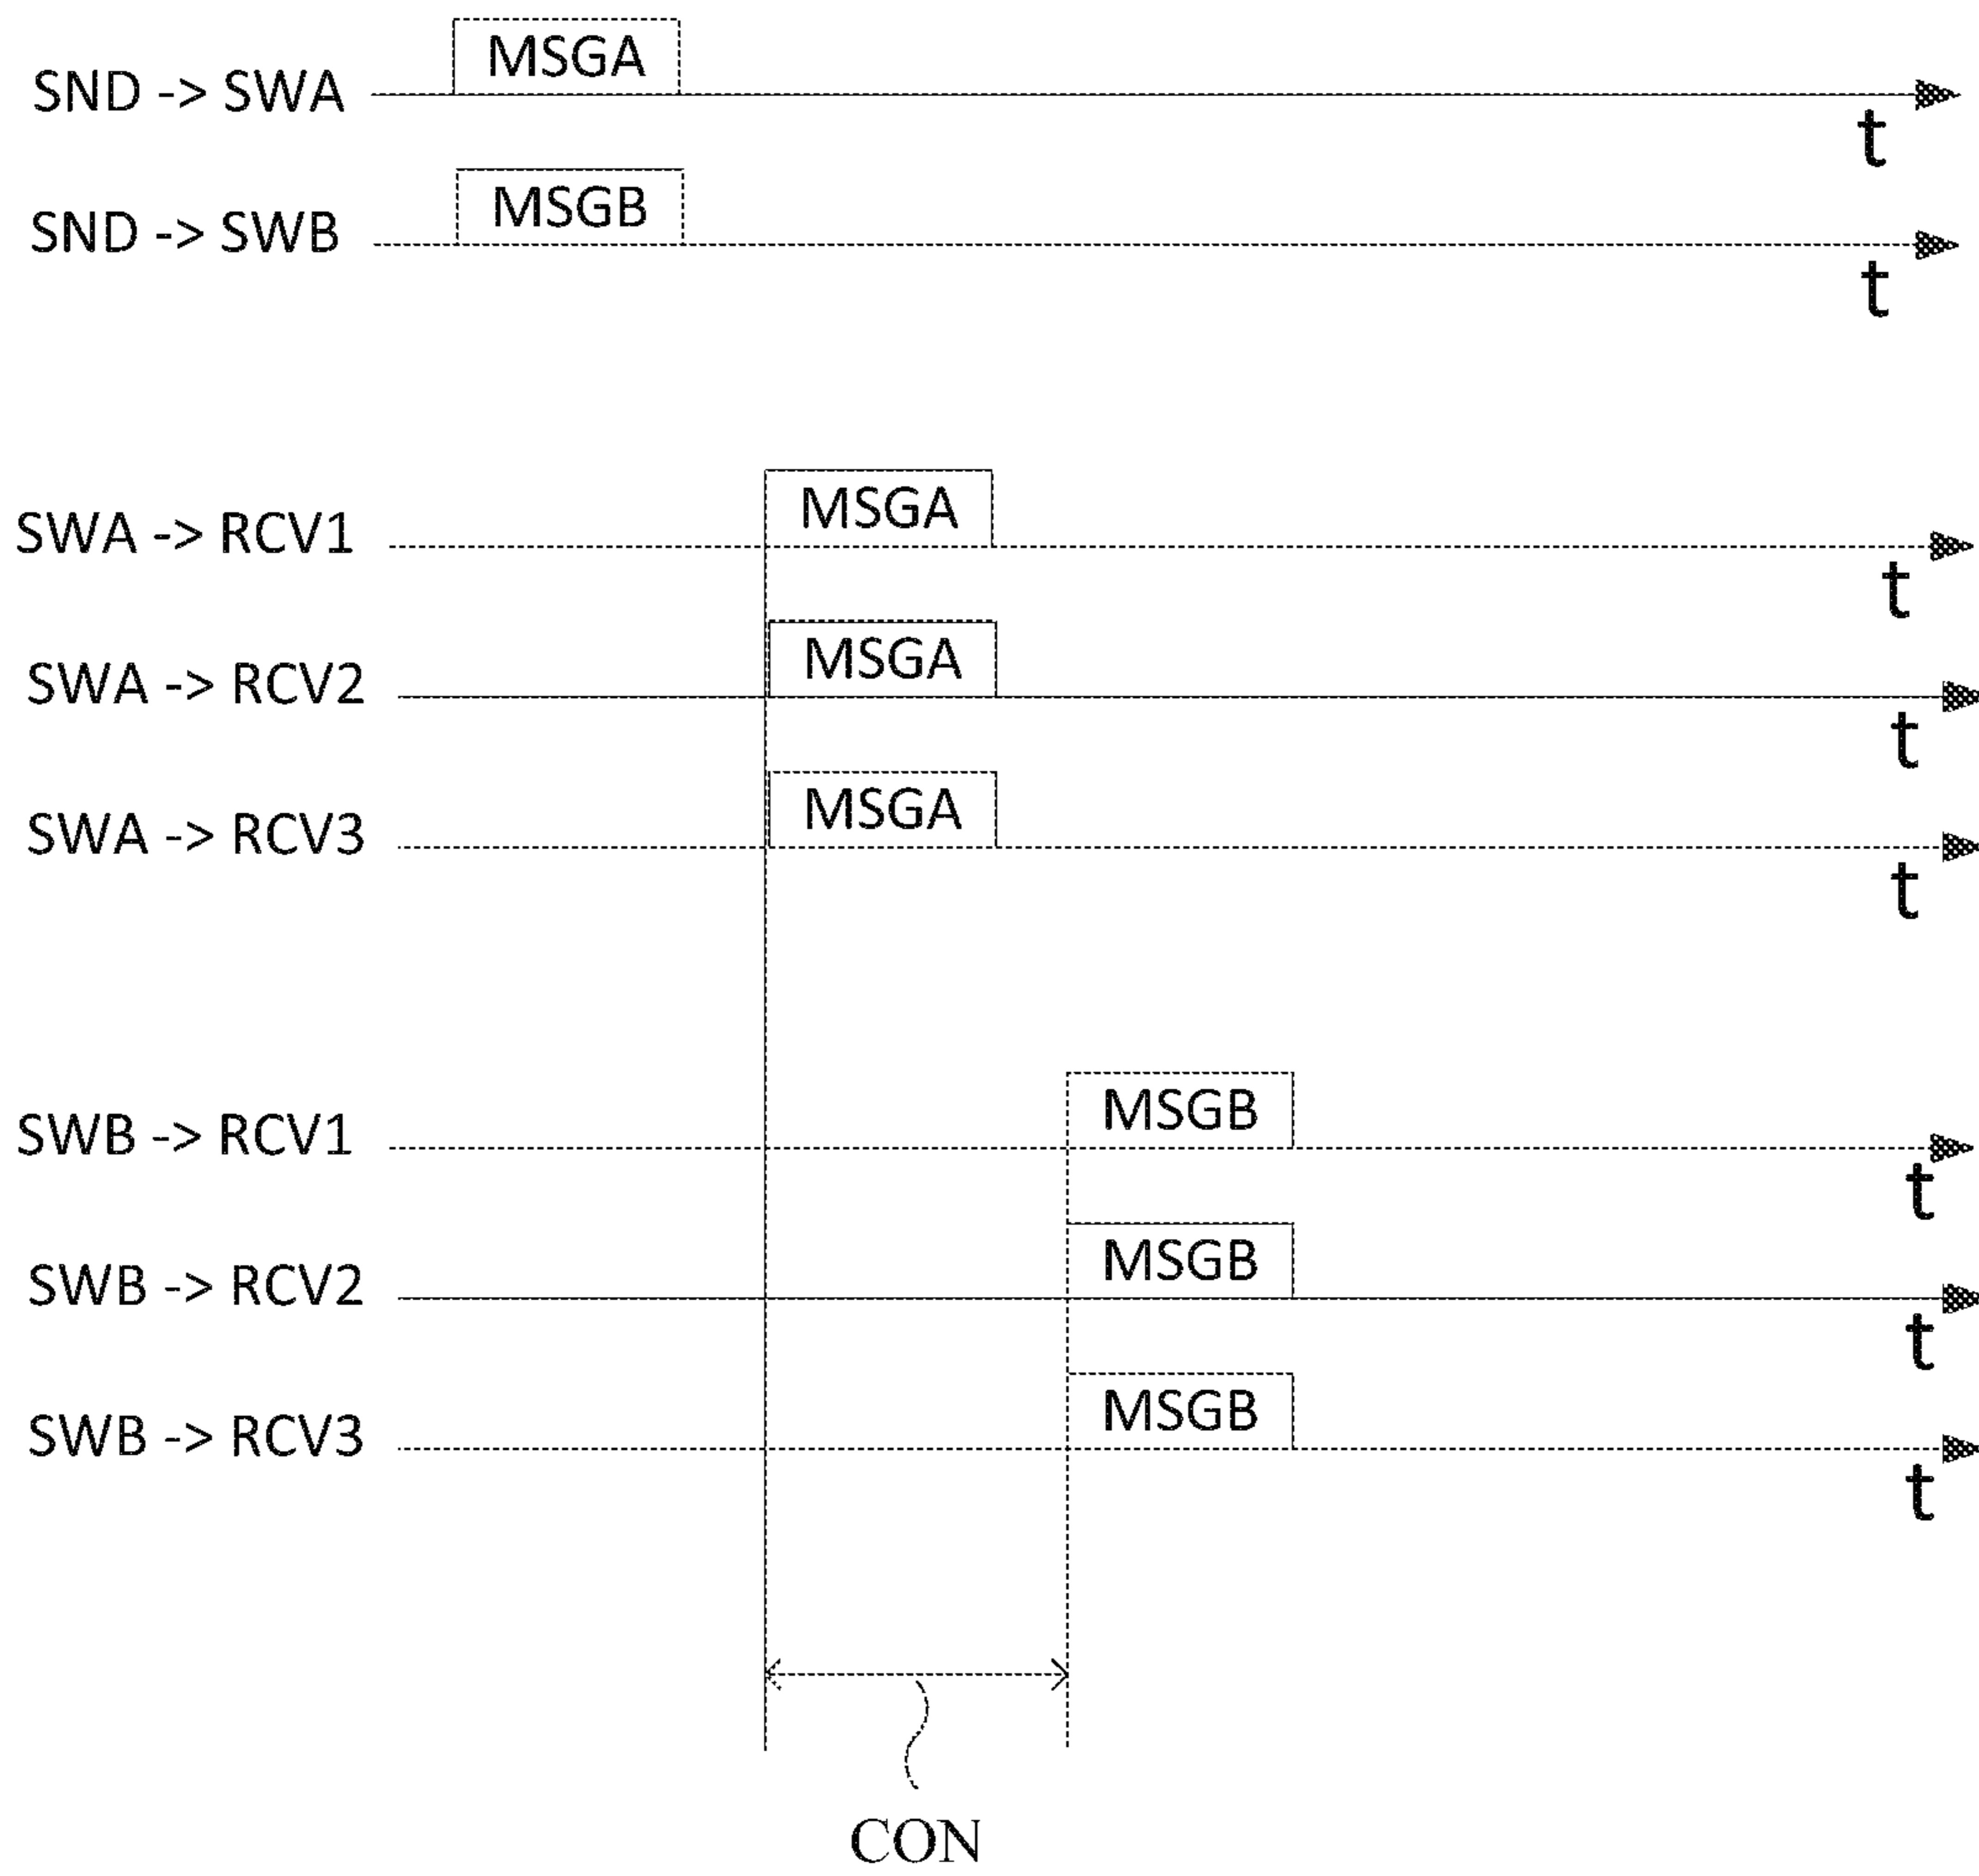 MSGA
SND -> SWA
t
MSGB
SND -> SWB
t
MSGA
SWA -> RCV1
t
MSGA
SWA -> RCV2
t
MSGA
SWA -> RCV3
t
MSGB
SWB -> RCV1
t
MSGB
SWB -> RCV2
t
MSGB
SWB -> RCV3
t
CON